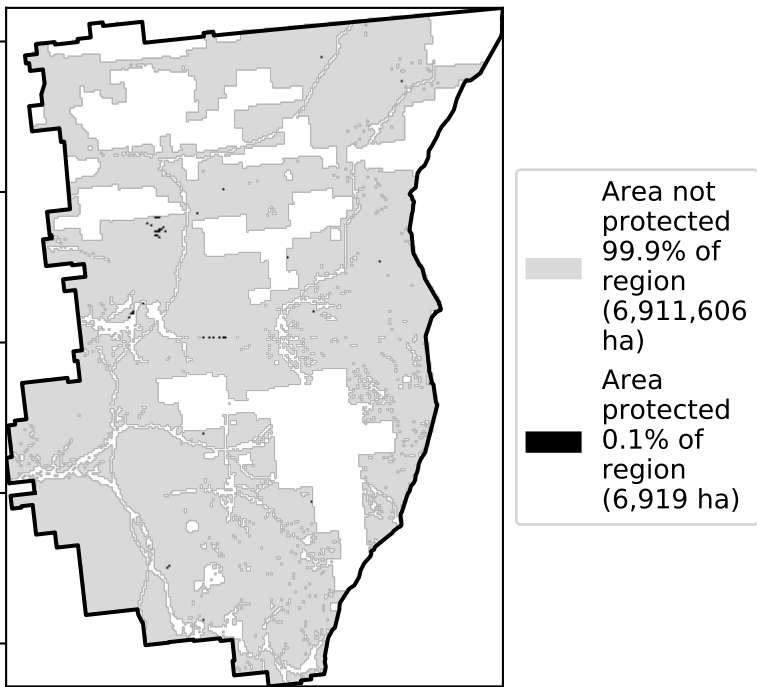 Area not
protected
99.9% of
region
(6,911,606
ha)
Area
protected
0.1% of
region
(6,919 ha)